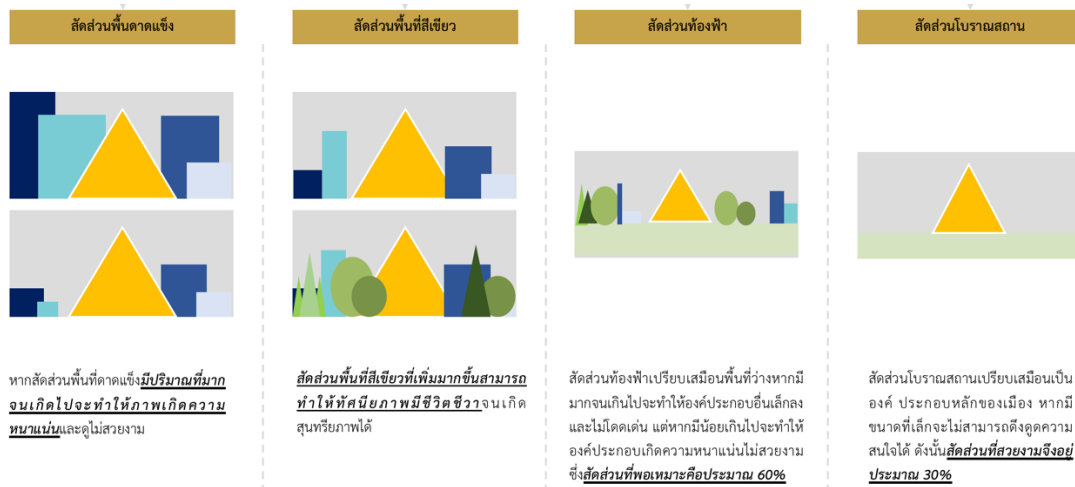 สัดส่วนพื้นดาดแข็ง
สัดส่วนพื้นที่สีเขียว
สัดส่วนท้องฟ้า
สัดส่วนโบราณสถาน
หากสัดส่วนพื้นที่ดาดแข็งมีปริมาณที่มาก
จนเกิดไปจะทำให้ภาพเกิดความ
หนาแน่นและดูไม่สวยงาม
สัดส่วนพื้นที่สีเขียวที่เพิ่มมากขึ้นสามารถ
ทำให้ทัศนียภาพมีชีวิตชีวาจนเกิด
สุนทรียภาพได้
สัดส่วนท้องฟ้าเปรียบเสมือนพื้นที่ว่างหากมี
มากจนเกินไปจะทำให้องค์ประกอบอื่นเล็กลง
และไม่โดดเด่น แต่หากมีน้อยเกินไปจะทำให้
องค์ประกอบเกิดความหนาแน่นไม่สวยงาม
ซึ่งสัดส่วนที่พอเหมาะคือประมาณ 60%
สัดส่วนโบราณสถานเปรียบเสมือนเป็น
องค์ ประกอบหลักของเมือง หากมี
ขนาดที่เล็กจะไม่สามารถดึงดูดความ
สนใจได้ ดังนั้นสัดส่วนที่สวยงามจึงอยู่
ประมาณ 30%